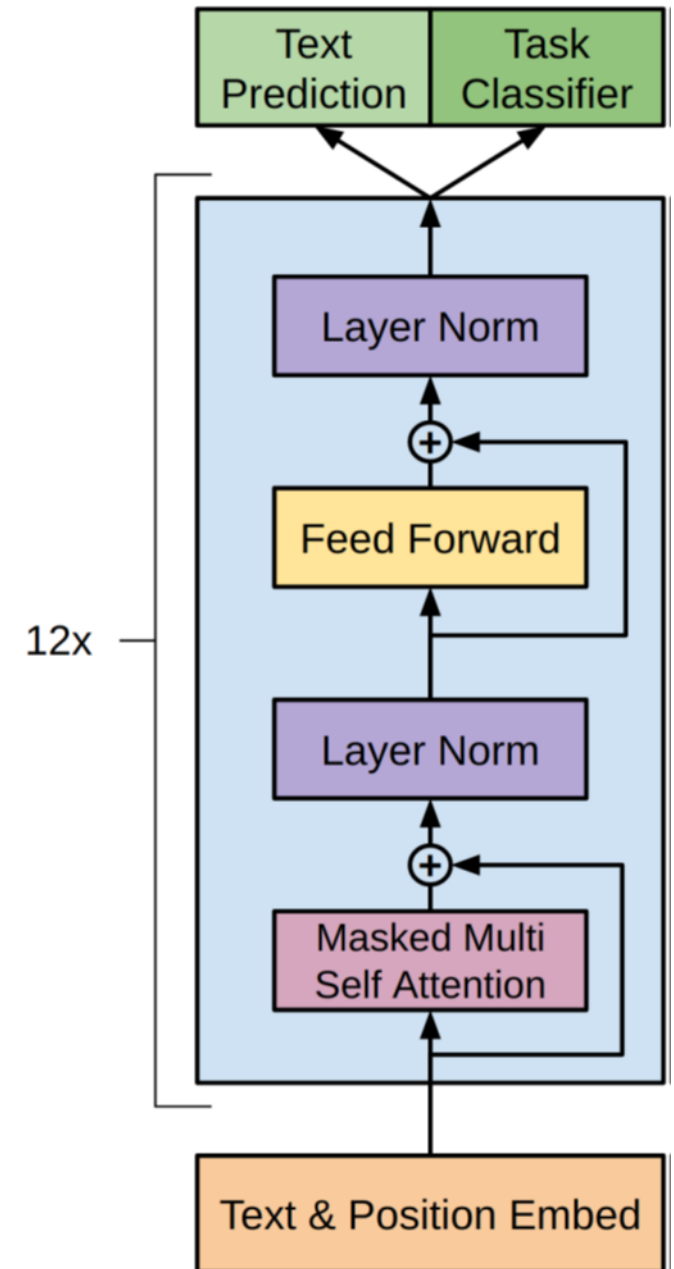 Text
Prediction
Task
Classifier
Layer Norm
+
Feed Forward
12x
Layer Norm
+
Masked Multi
Self Attention
Text & Position Embed